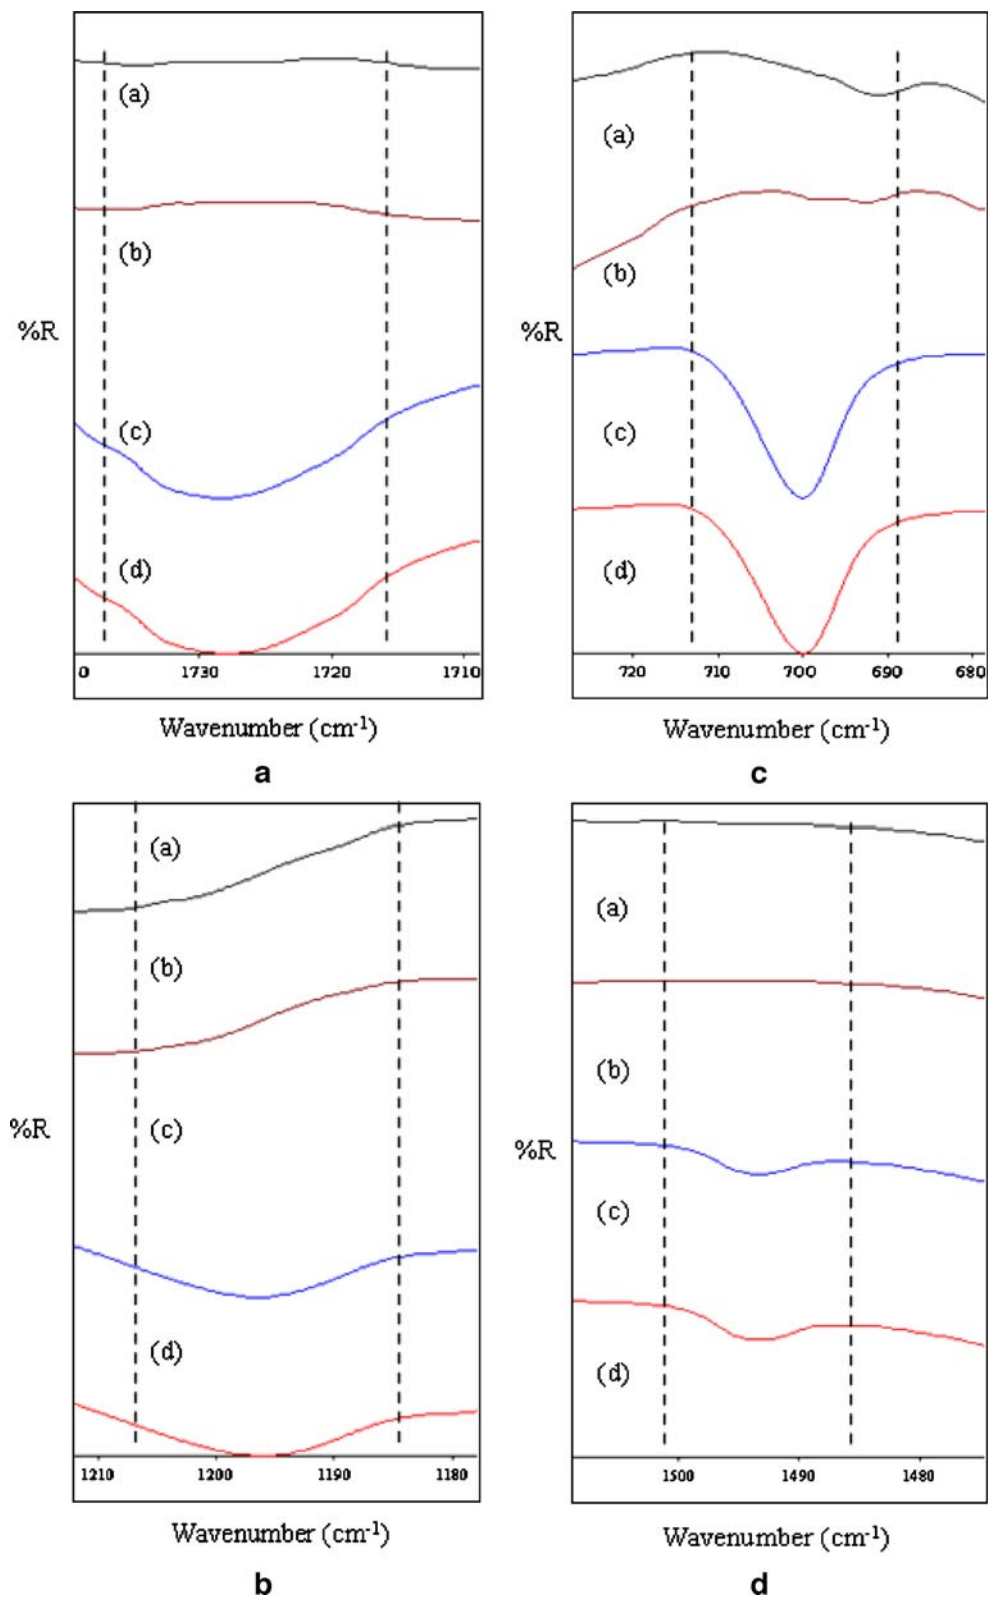 (a)
(b)
%R
(c)
(d)
0 1730 1720 1710
Wavenumber (cm-1)
a
(a)
(b)
%R
(c)
(d)
720 710 700 690 680
Wavenumber (cm-1)
c
(a)
(b)
(c)
%R
(d)
1210 1200 1190 1180
Wavenumber (cm-1)
b
(a)
(b)
%R
(c)
(d)
1500 1490 1480
Wavenumber (cm-1)
d